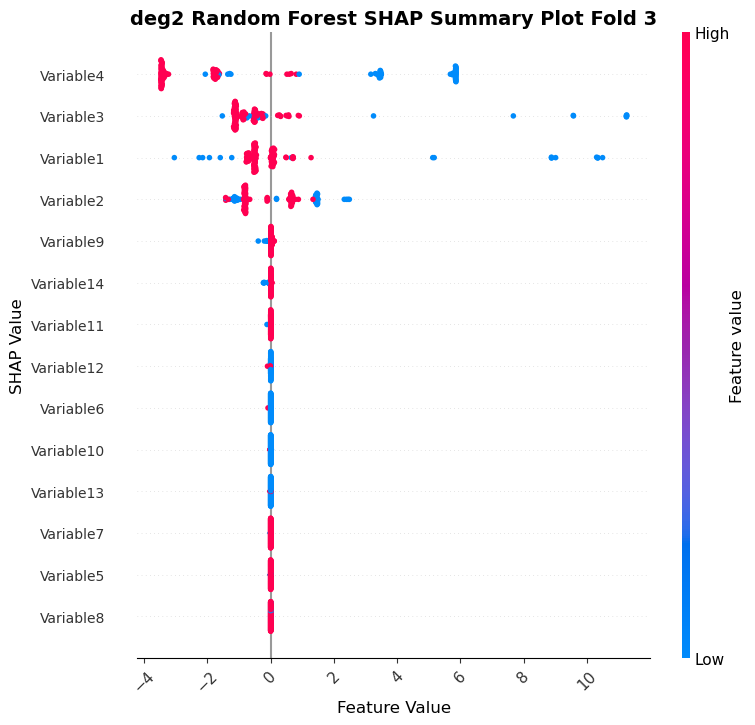 deg2 Random Forest SHAP Summary Plot Fold 3
High
Variable4
Variable3
Variable1
Variable2
Variable9
Variable14
Variable11
Variable12
Variable6
Variable10
Variable13
Variable7
Variable5
Variable8
SHAP Value
Feature value
Low
−4 −2 0 2 4 6 8 10
Feature Value